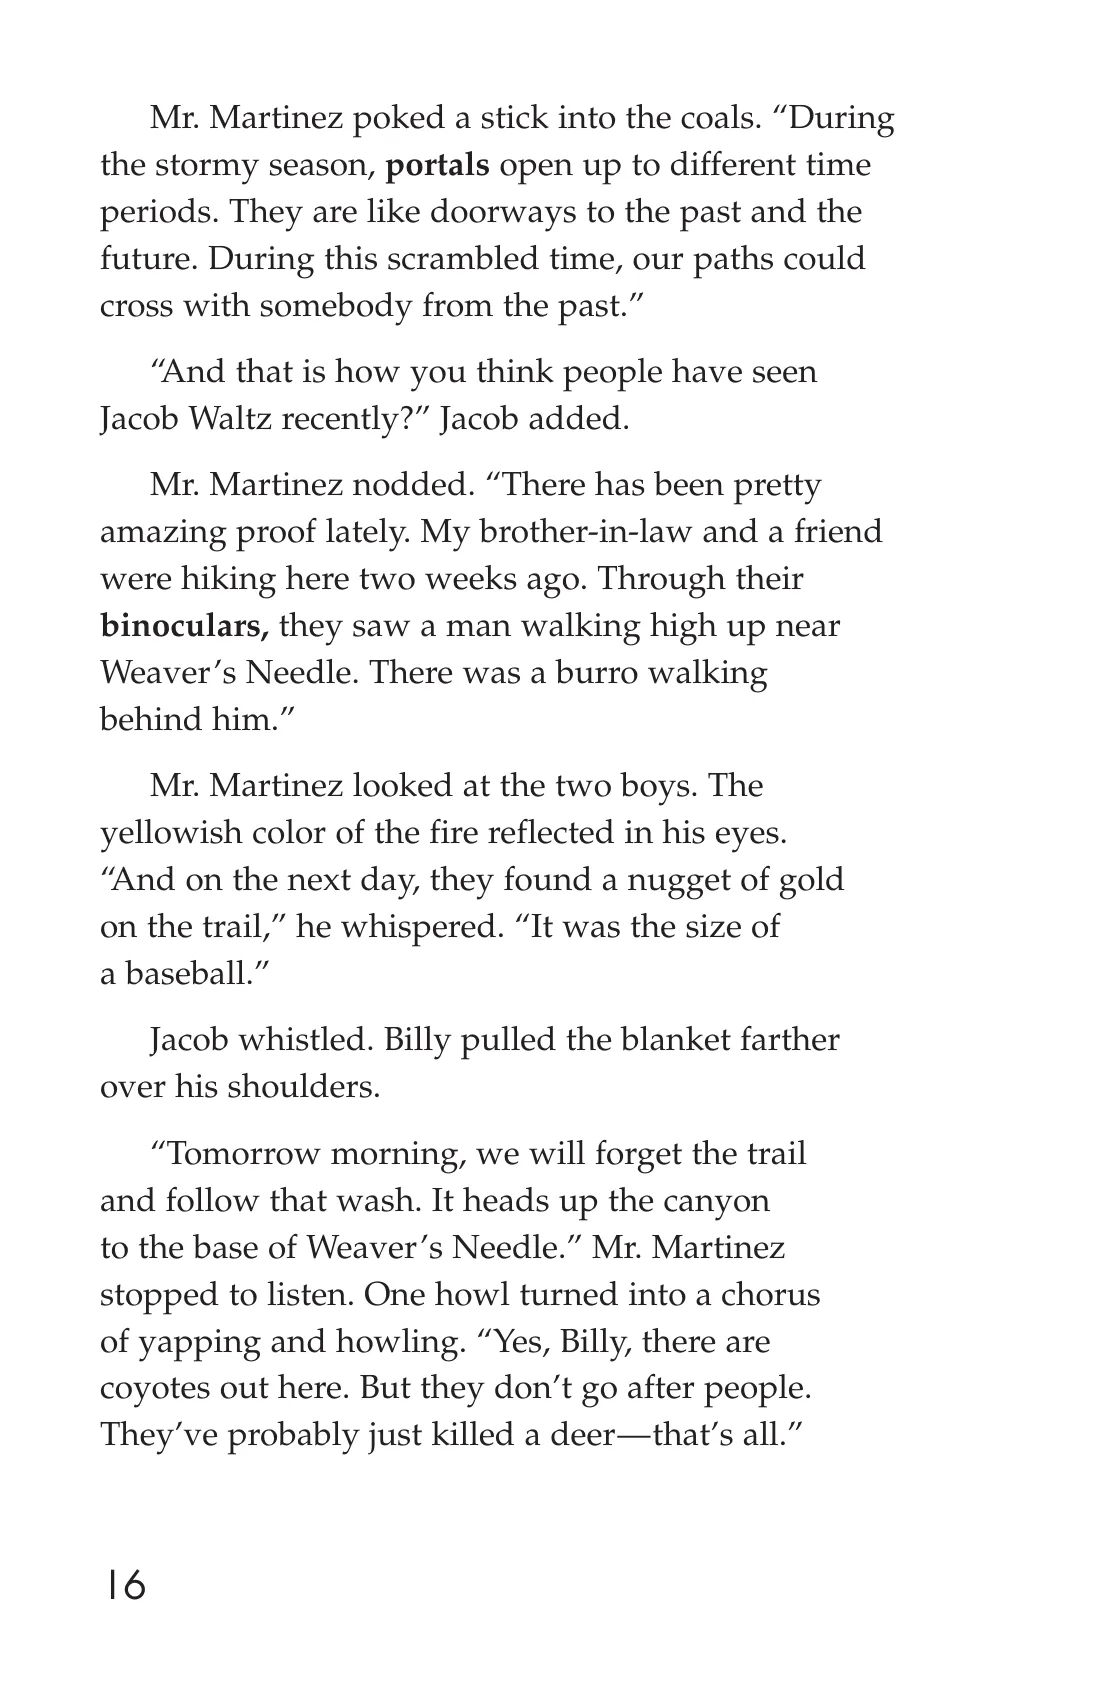 Mr. Martinez poked a stick into the coals. “During
the stormy season, portals open up to different time
periods. They are like doorways to the past and the
future. During this scrambled time, our paths could
cross with somebody from the past.”
“And that is how you think people have seen
Jacob Waltz recently?” Jacob added.
Mr. Martinez nodded. “There has been pretty
amazing proof lately. My brother-in-law and a friend
were hiking here two weeks ago. Through their
binoculars, they saw a man walking high up near
Weaver’s Needle. There was a burro walking
behind him.”
Mr. Martinez looked at the two boys. The
yellowish color of the fire reflected in his eyes.
“And on the next day, they found a nugget of gold
on the trail,” he whispered. “It was the size of
a baseball.”
Jacob whistled. Billy pulled the blanket farther
over his shoulders.
“Tomorrow morning, we will forget the trail
and follow that wash. It heads up the canyon
to the base of Weaver’s Needle.” Mr. Martinez
stopped to listen. One howl turned into a chorus
of yapping and howling. “Yes, Billy, there are
coyotes out here. But they don’t go after people.
They’ve probably just killed a deer—that’s all.”
16